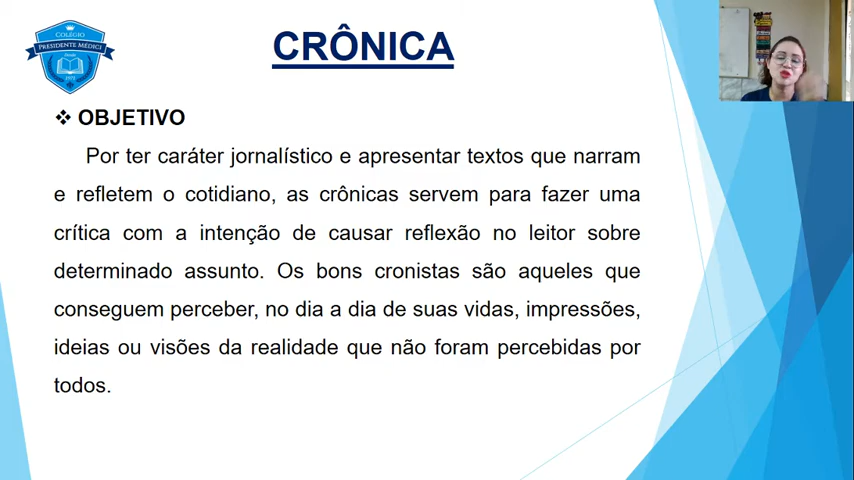 COLÉGIO
PRESIDENTE MÉDICI
CRÔNICA
❖ OBJETIVO
Por ter caráter jornalístico e apresentar textos que narram
e refletem o cotidiano, as crônicas servem para fazer uma
crítica com a intenção de causar reflexão no leitor sobre
determinado assunto. Os bons cronistas são aqueles que
conseguem perceber, no dia a dia de suas vidas, impressões,
ideias ou visões da realidade que não foram percebidas por
todos.